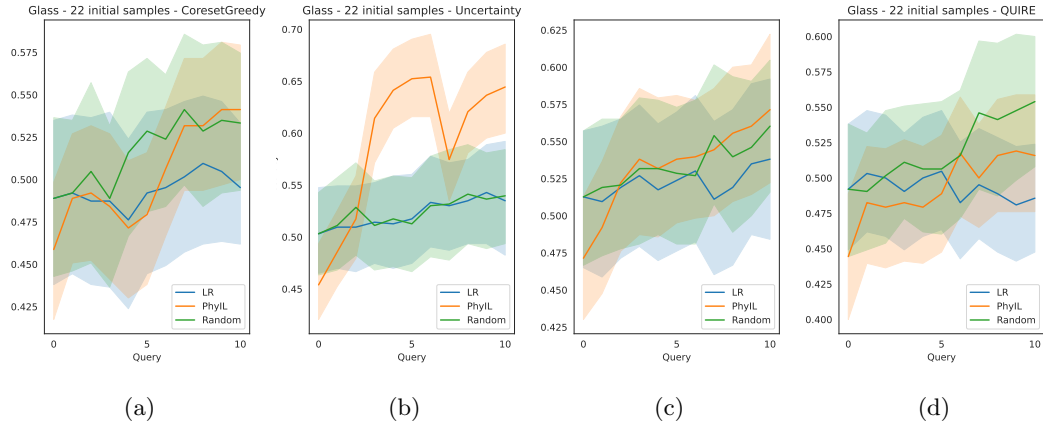 Glass - 22 initial samples - CoresetGreedy
0.575
0.550
0.525
0.500
0.475
0.450
0.425
LR
PhyIL
Random
0
5
10
Query
(a)
Glass - 22 initial samples - Uncertainty
0.70
0.65
0.60
0.55
0.50
0.45
LR
PhyIL
Random
0
5
10
Query
(b)
0.625
0.600
0.575
0.550
0.525
0.500
0.475
0.450
0.425
LR
PhyIL
Random
0
5
10
Query
(c)
Glass - 22 initial samples - QUIRE
0.600
0.575
0.550
0.525
0.500
0.475
0.450
0.425
0.400
LR
PhyIL
Random
0
5
10
Query
(d)